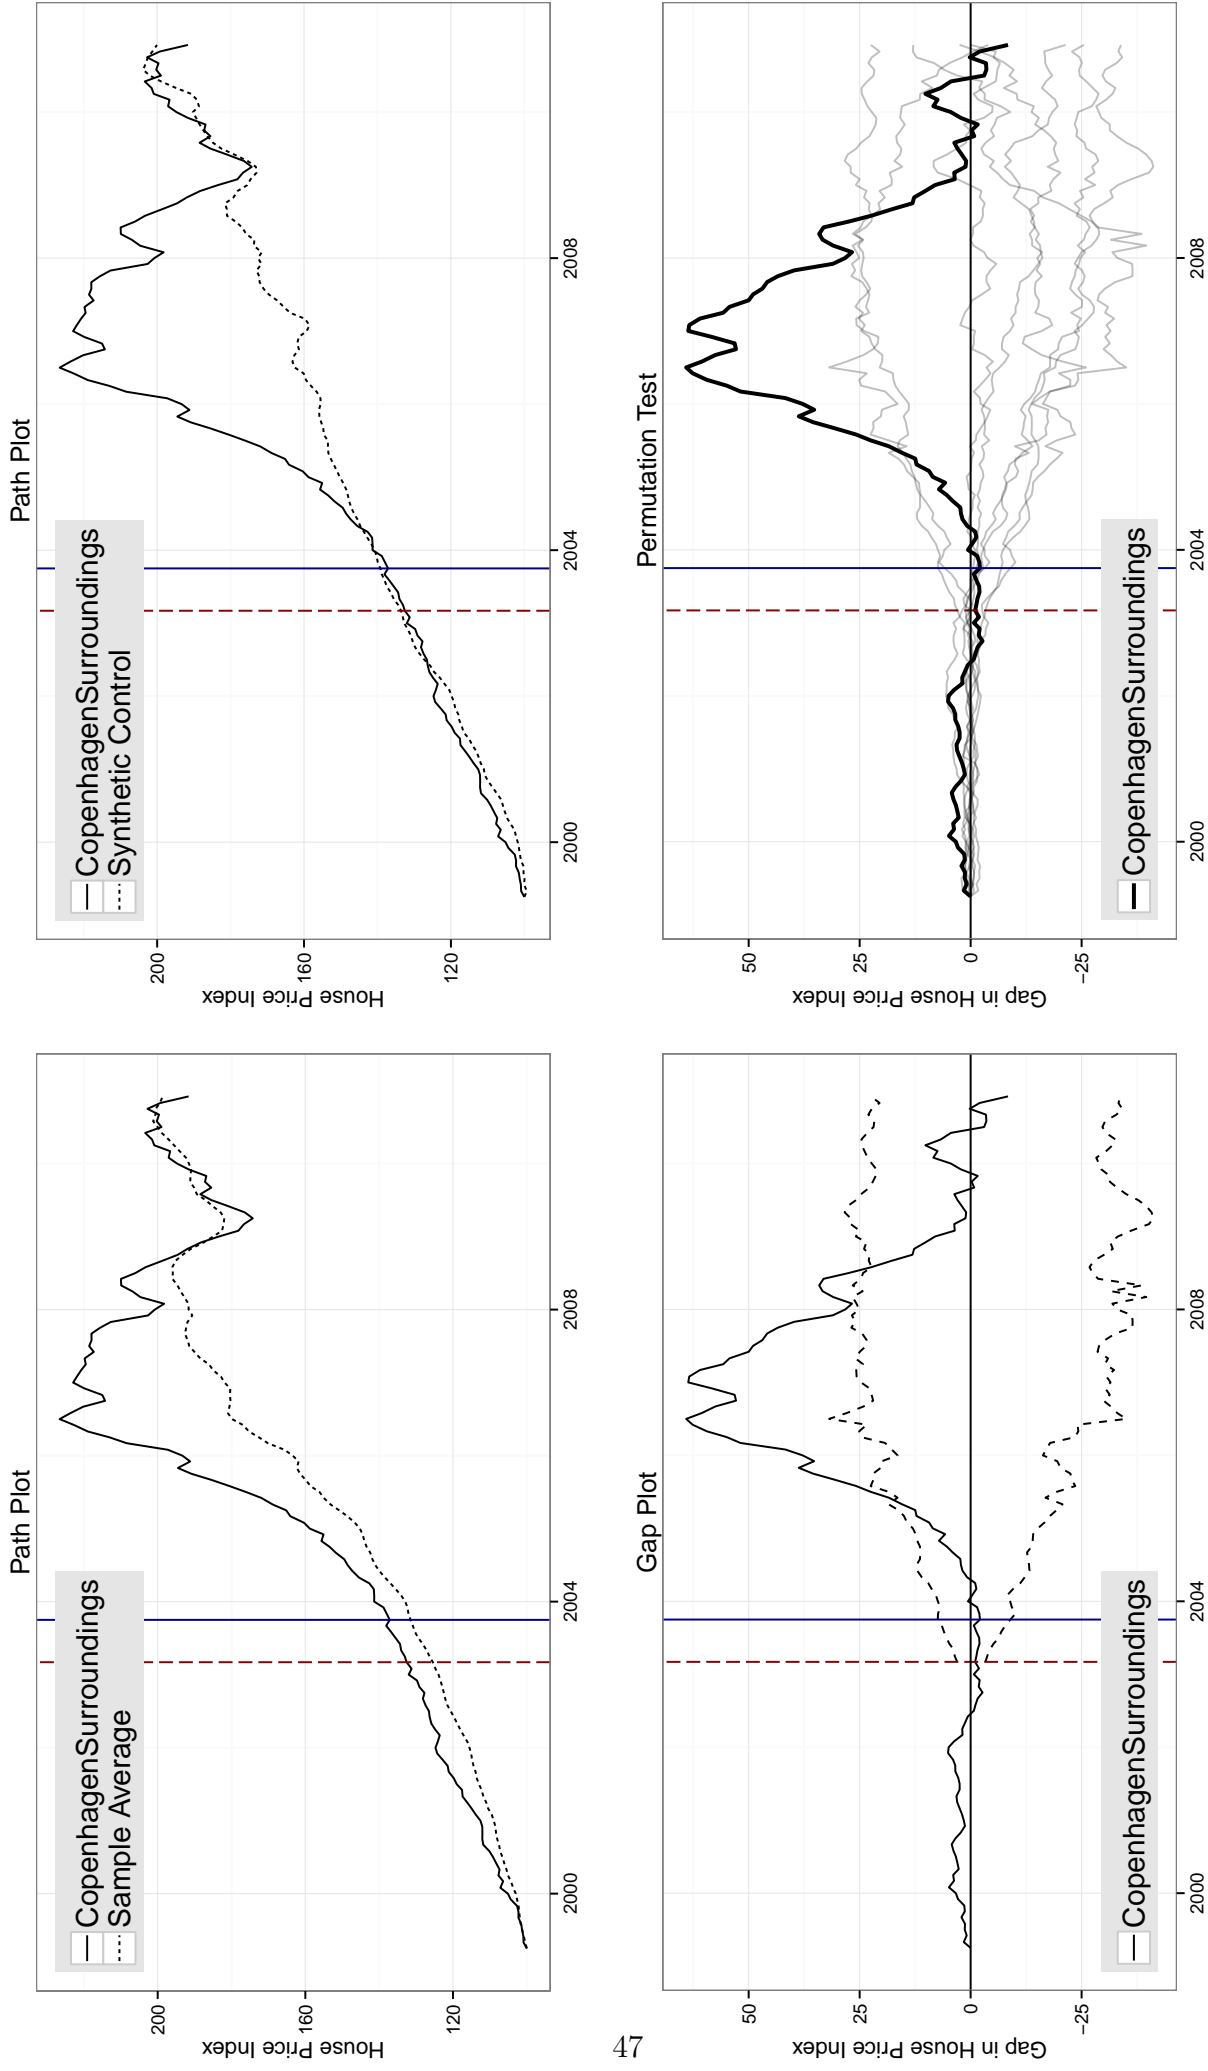 Path Plot
CopenhagenSurroundings
Sample Average
House Price Index
200
160
120
2000
2004
2008
Path Plot
CopenhagenSurroundings
Synthetic Control
House Price Index
200
160
120
2000
2004
2008
Gap Plot
CopenhagenSurroundings
Gap in House Price Index
50
25
0
−25
2000
2004
2008
Permutation Test
CopenhagenSurroundings
Gap in House Price Index
50
25
0
−25
2000
2004
2008
47